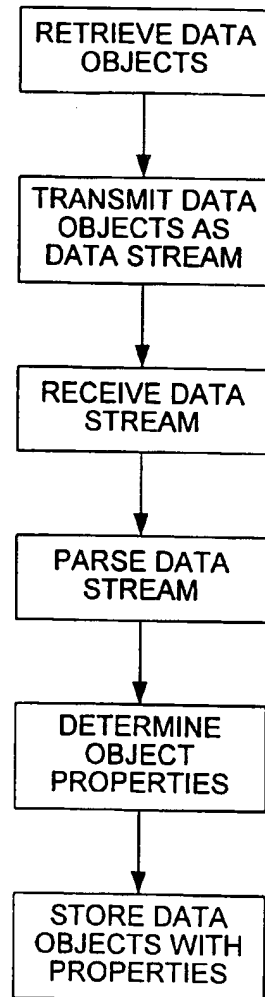 RETRIEVE DATA
OBJECTS
TRANSMIT DATA
OBJECTS AS
DATA STREAM
RECEIVE DATA
STREAM
PARSE DATA
STREAM
DETERMINE
OBJECT
PROPERTIES
STORE DATA
OBJECTS WITH
PROPERTIES